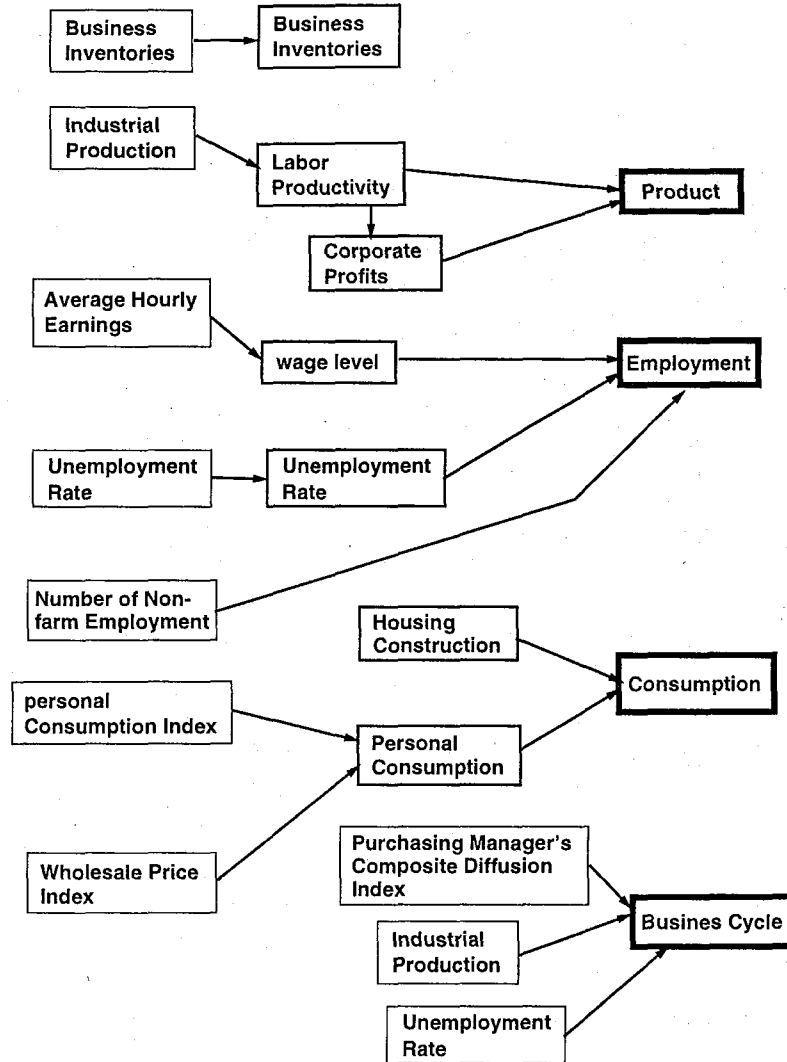 Business
Inventories
Business
Inventories
Industrial
Production
Labor
Productivity
Product
Corporate
Profits
Average Hourly
Earnings
wage level
Employment
Unemployment
Rate
Unemployment
Rate
Number of Non-
farm Employment
Housing
Construction
Consumption
personal
Consumption Index
Personal
Consumption
Wholesale Price
Index
Purchasing Manager's
Composite Diffusion
Index
Busines Cycle
Industrial
Production
Unemployment
Rate